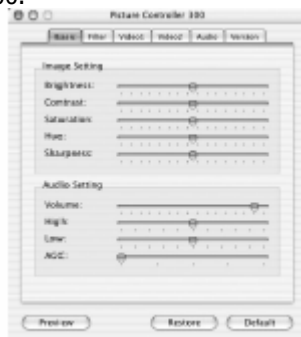 Picture Controller 300
Basic Filter Video1 Video2 Audio Version
Image Setting
Brightness:
Contrast:
Saturation:
Hue:
Sharpness:
Audio Setting
Volume:
High:
Low:
AGC:
Preview Restore Default